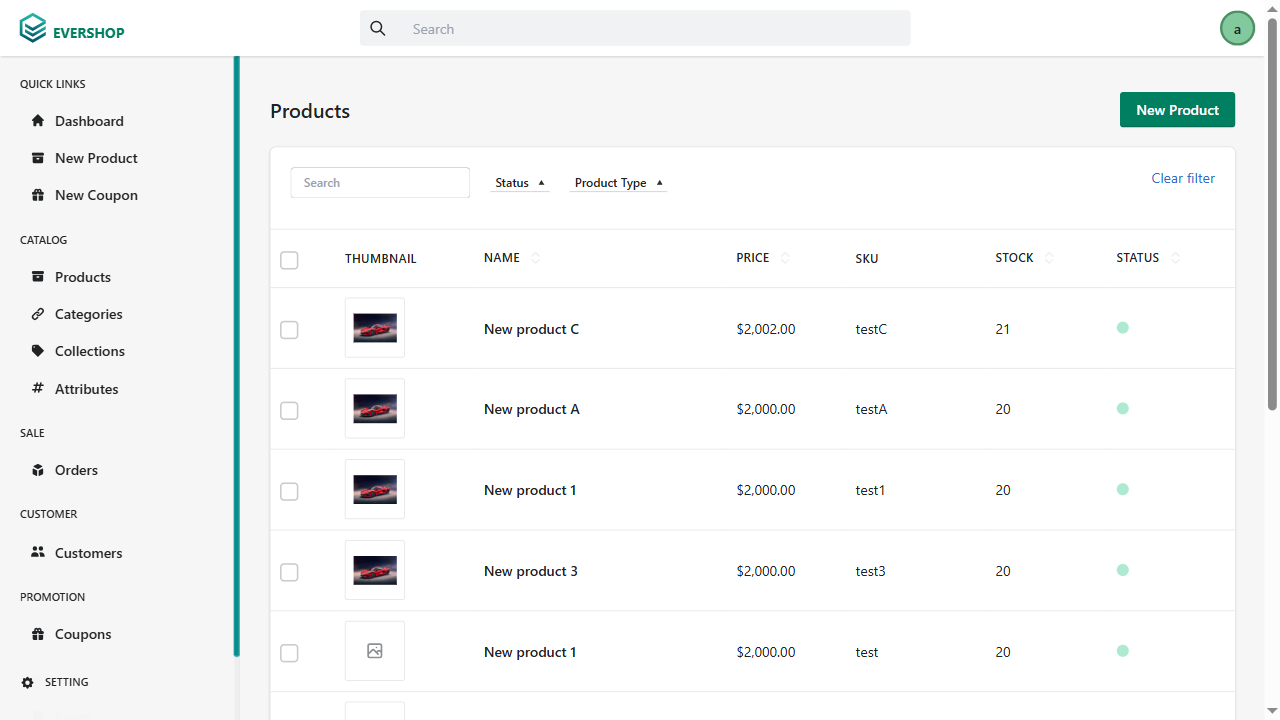 EVERSHOP
Search
a
QUICK LINKS
Dashboard
New Product
New Coupon
CATALOG
Products
Categories
Collections
Attributes
SALE
Orders
CUSTOMER
Customers
PROMOTION
Coupons
SETTING
Products
New Product
Search
Status
Product Type
Clear filter
THUMBNAIL NAME PRICE SKU STOCK STATUS
New product C $2,002.00 testC 21
New product A $2,000.00 testA 20
New product 1 $2,000.00 test1 20
New product 3 $2,000.00 test3 20
New product 1 $2,000.00 test 20